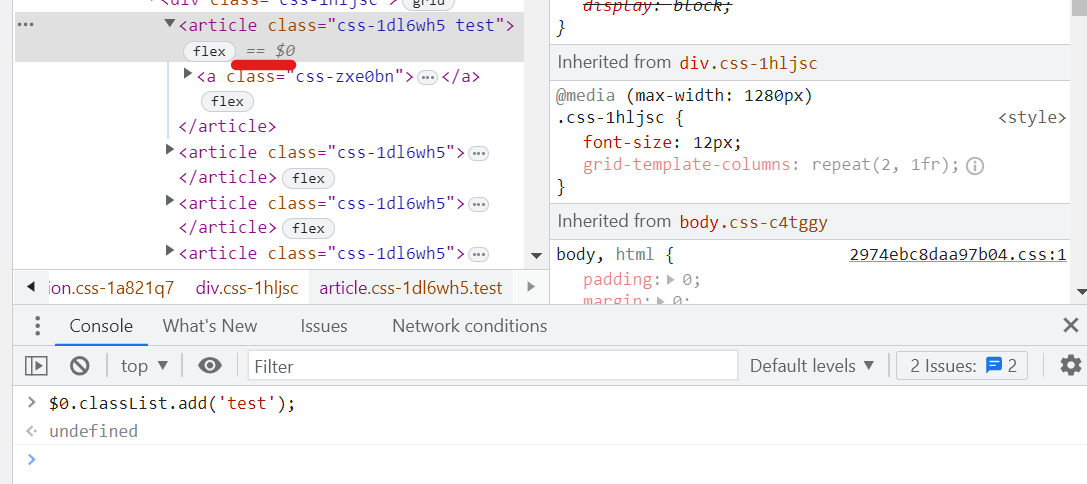 <div class="css-1hljsc"> grid
<article class="css-1dl6wh5 test">
flex == $0
<a class="css-zxe0bn"> </a>
flex
</article>
<article class="css-1dl6wh5">
</article> flex
<article class="css-1dl6wh5">
</article> flex
<article class="css-1dl6wh5">
ion.css-1a821q7 div.css-1hljsc article.css-1dl6wh5.test
display: block;
}
Inherited from div.css-1hljsc
@media (max-width: 1280px)
.css-1hljsc { <style>
font-size: 12px;
grid-template-columns: repeat(2, 1fr);
}
Inherited from body.css-c4tggy
body, html { 2974ebc8daa97b04.css:1
padding: 0;
margin: 0;
Console What's New Issues Network conditions
top Filter Default levels 2 Issues: 2
> $0.classList.add('test');
undefined
>